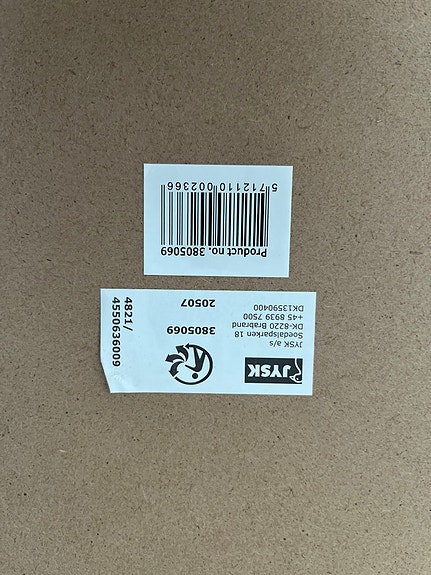 Product no. 3805069
5 712110 002366
JYSK
JYSK a/s
Soedalsparken 18
DK-8220 Brabrand
+45 8939 7500
DK13590400
3805069
20507
4821/
4550636009